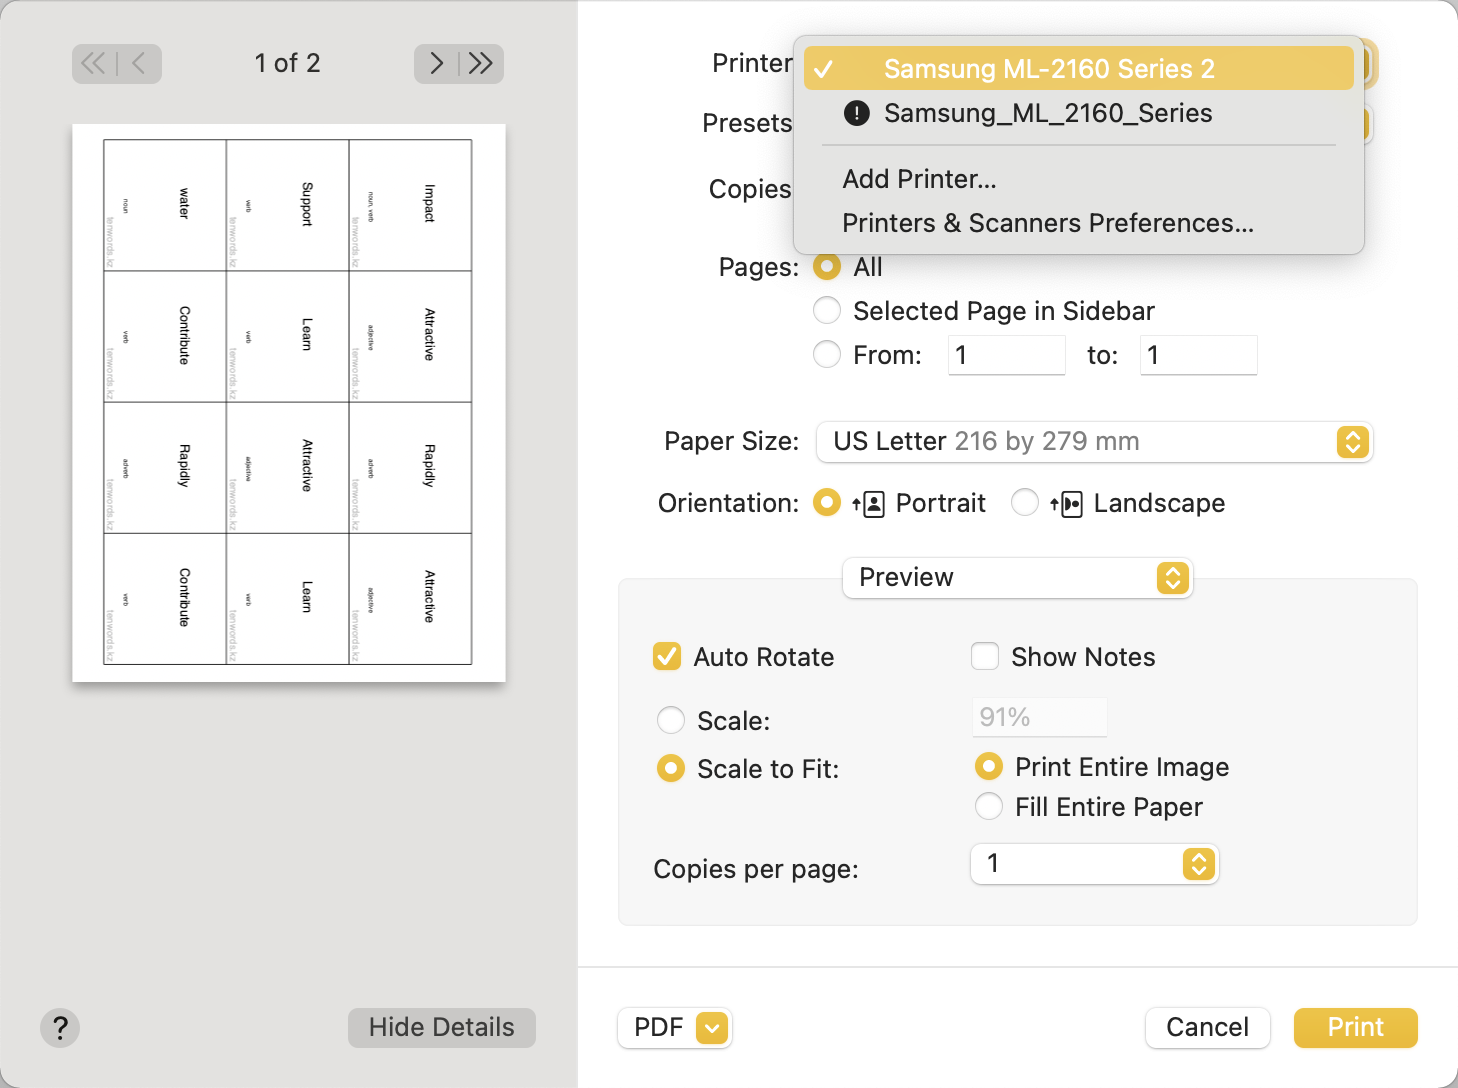 1 of 2
Impact
noun, verb
tenwords.kz
Attractive
adjective
tenwords.kz
Rapidly
adverb
tenwords.kz
Attractive
adjective
tenwords.kz
Support
verb
tenwords.kz
Learn
verb
tenwords.kz
Attractive
adjective
tenwords.kz
Learn
verb
tenwords.kz
water
noun
tenwords.kz
Contribute
verb
tenwords.kz
Rapidly
adverb
tenwords.kz
Contribute
verb
tenwords.kz
? Hide Details
Printer
Samsung ML-2160 Series 2
! Samsung_ML_2160_Series
Add Printer...
Printers & Scanners Preferences...
Presets
Copies
Pages: All
Selected Page in Sidebar
From: 1 to: 1
Paper Size: US Letter 216 by 279 mm
Orientation: Portrait Landscape
Preview
Auto Rotate Show Notes
Scale: 91%
Scale to Fit: Print Entire Image
Fill Entire Paper
Copies per page: 1
PDF Cancel Print